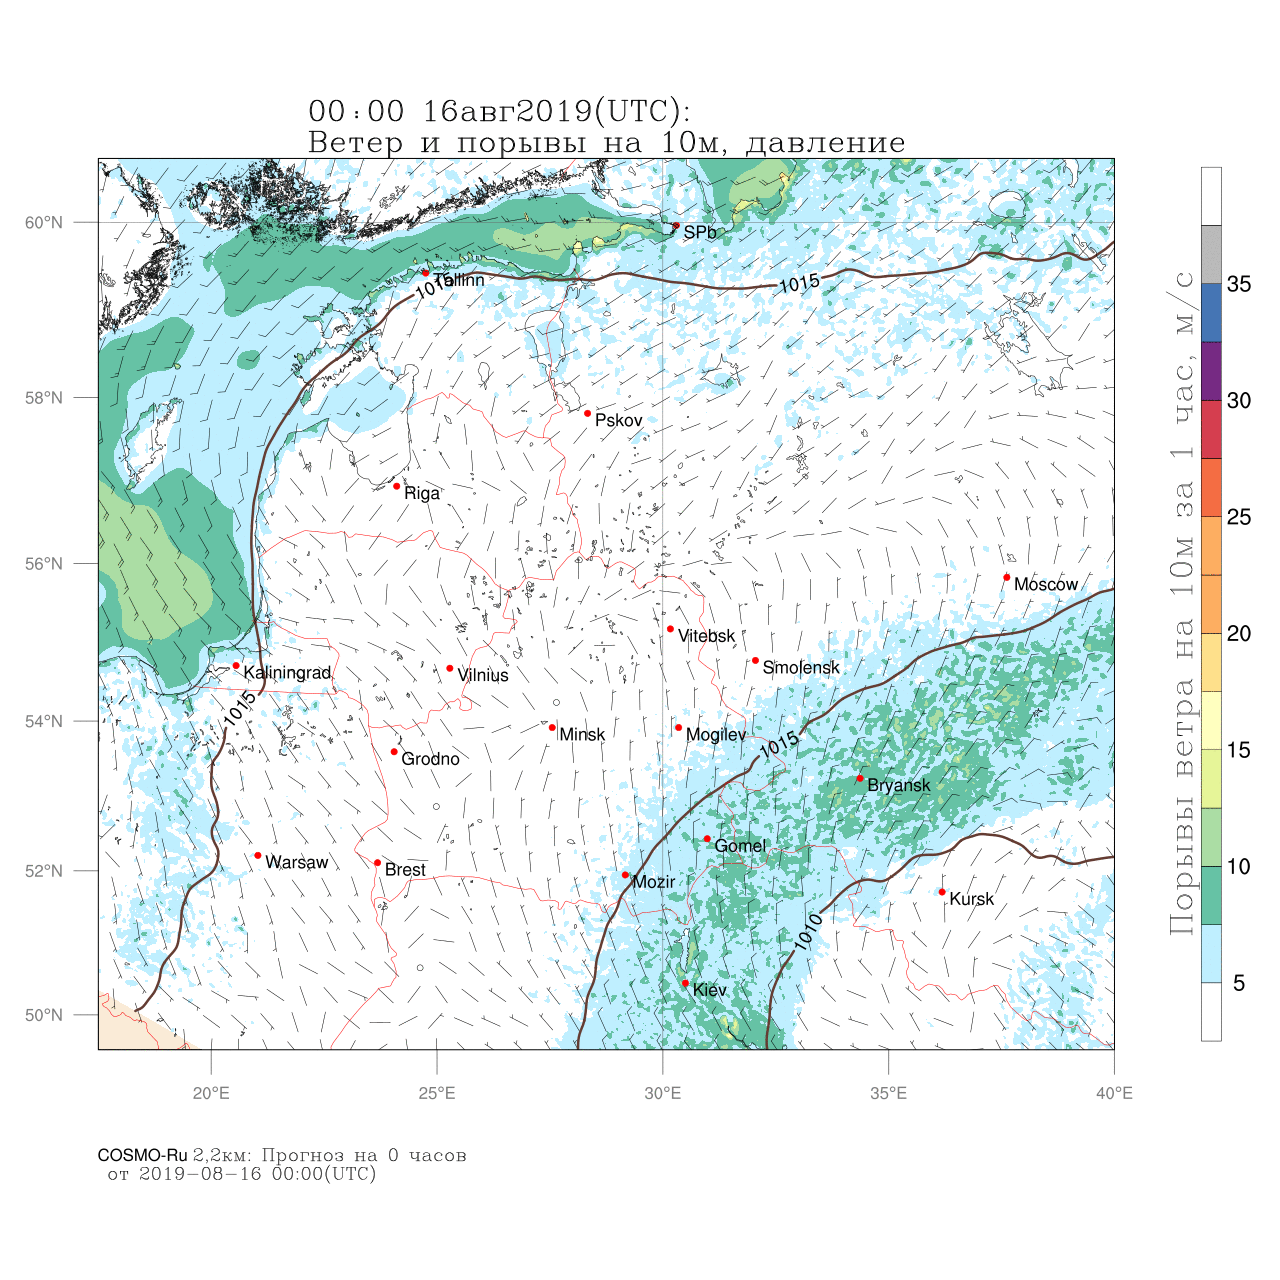 00:00 16авг2019(UTC):
Ветер и порывы на 10м, давление
60°N
58°N
56°N
54°N
52°N
50°N
20°E
25°E
30°E
35°E
40°E
SPb
Tallinn
1015
1015
Pskov
Riga
Moscow
Vitebsk
Smolensk
Kaliningrad
Vilnius
1015
Minsk
Mogilev
1015
Grodno
Bryansk
Gomel
Warsaw
Brest
Mozir
Kursk
1010
Kiev
Порывы ветра на 10м за 1 час, м/с
35
30
25
20
15
10
5
COSMO-Ru 2,2км: Прогноз на 0 часов
от 2019-08-16 00:00(UTC)